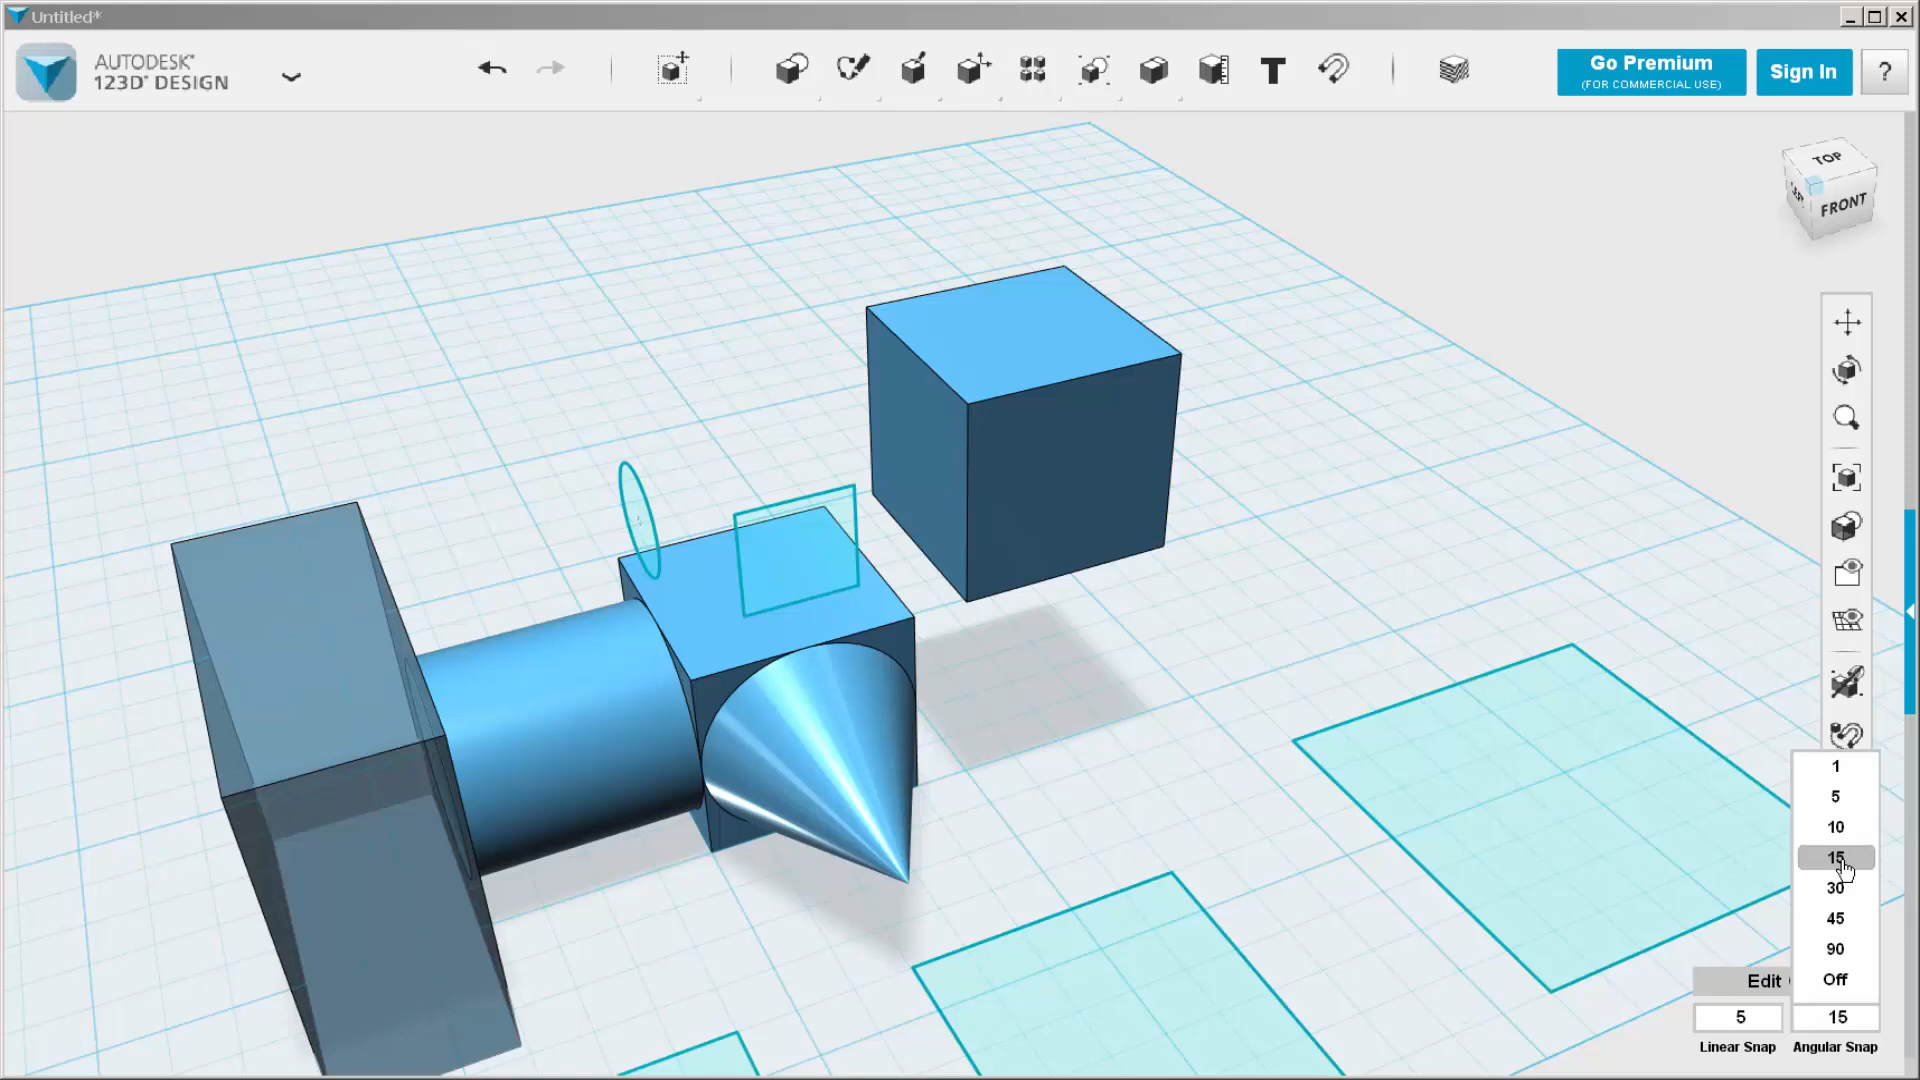 Untitled*
AUTODESK®
123D® DESIGN
T
Go Premium
(FOR COMMERCIAL USE)
Sign In
?
TOP
LEFT
FRONT
1
5
10
15
30
45
90
Off
Edit
5
15
Linear Snap
Angular Snap